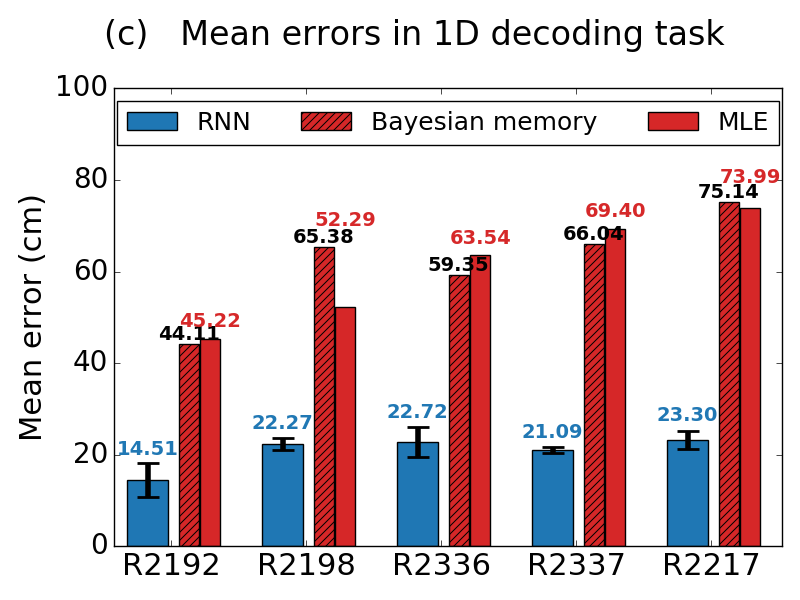 (c) Mean errors in 1D decoding task
100
80
60
40
20
0
Mean error (cm)
RNN Bayesian memory MLE
14.51 44.11 45.22
22.27 65.38 52.29
22.72 59.35 63.54
21.09 66.04 69.40
23.30 75.14 73.99
R2192 R2198 R2336 R2337 R2217